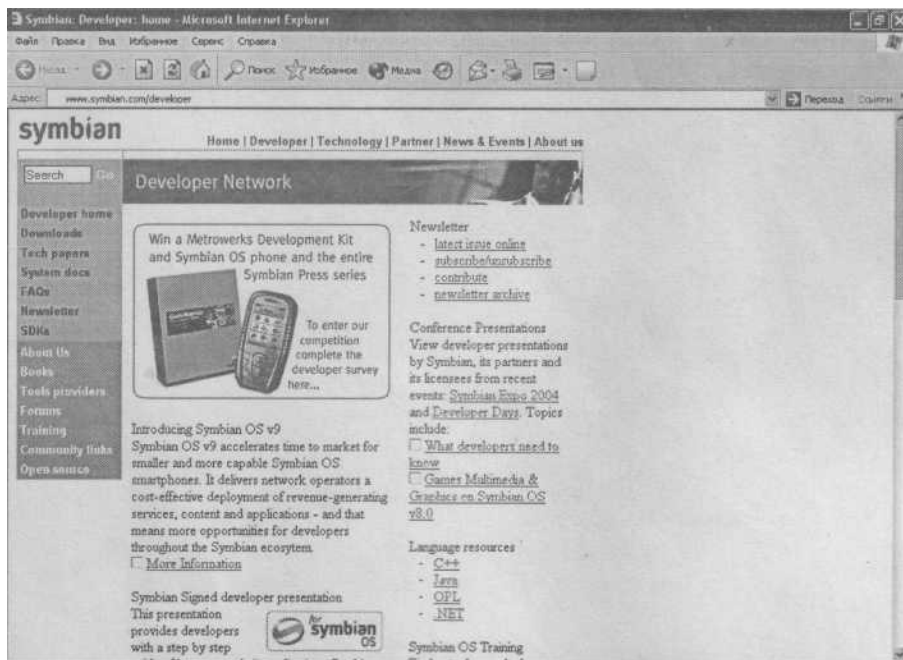 Symbian: Developer: home - Microsoft Internet Explorer
Файл Правка Вид Избранное Сервис Справка
Назад Поиск Избранное Медиа
Адрес: www.symbian.com/developer Переход Ссылки
symbian
Home | Developer | Technology | Partner | News & Events | About us
Search Go
Developer Network
Developer home
Downloads
Tech papers
System docs
FAQs
Newsletter
SDKs
About Us
Books
Tools providers
Forums
Training
Community links
Open source
Win a Metrowerks Development Kit
and Symbian OS phone and the entire
Symbian Press series
To enter our
competition
complete the
developer survey
here...
Introducing Symbian OS v9
Symbian OS v9 accelerates time to market for
smaller and more capable Symbian OS
smartphones. It delivers network operators a
cost-effective deployment of revenue-generating
services, content and applications - and that
means more opportunities for developers
throughout the Symbian ecosytem.
More Information
Symbian Signed developer presentation
This presentation
provides developers
with a step by step
for
symbian
OS
Newsletter
- latest issue online
- subscribe/unsubscribe
- contribute
- newsletter archive
Conference Presentations
View developer presentations
by Symbian, its partners and
its licensees from recent
events: Symbian Expo 2004
and Developer Days. Topics
include:
What developers need to
know
Games Multimedia &
Graphics on Symbian OS
v8.0
Language resources
- C++
- Java
- OPL
- .NET
Symbian OS Training